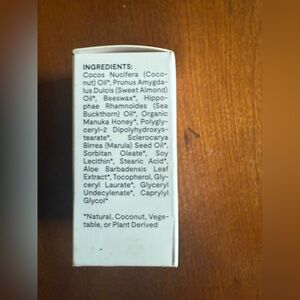 INGREDIENTS:
Cocos Nucifera (Coco-
nut) Oil*, Prunus Amygda-
lus Dulcis (Sweet Almond)
Oil*, Beeswax*, Hippo-
phae Rhamnoides (Sea
Buckthorn) Oil*, Organic
Manuka Honey*, Polygly-
ceryl-2 Dipolyhydroxys-
tearate*, Sclerocarya
Birrea (Marula) Seed Oil*,
Sorbitan Oleate*, Soy
Lecithin*, Stearic Acid*,
Aloe Barbadensis Leaf
Extract*, Tocopherol, Gly-
ceryl Laurate*, Glyceryl
Undecylenate*, Caprylyl
Glycol*
*Natural, Coconut, Vege-
table, or Plant Derived